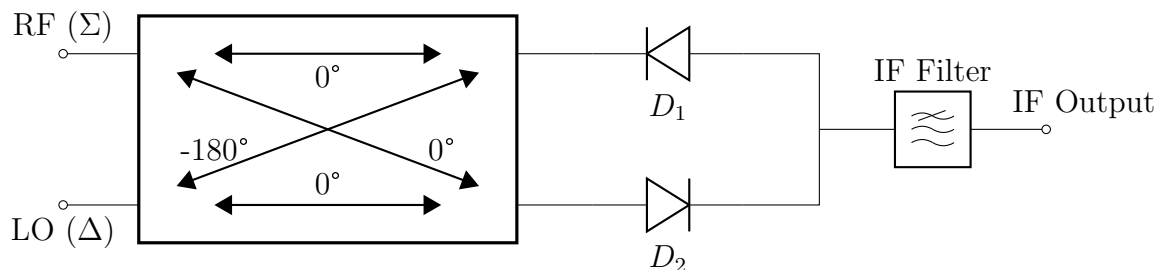 RF (Σ)
0°
D₁
IF Filter
IF Output
-180°
0°
0°
LO (Δ)
D₂